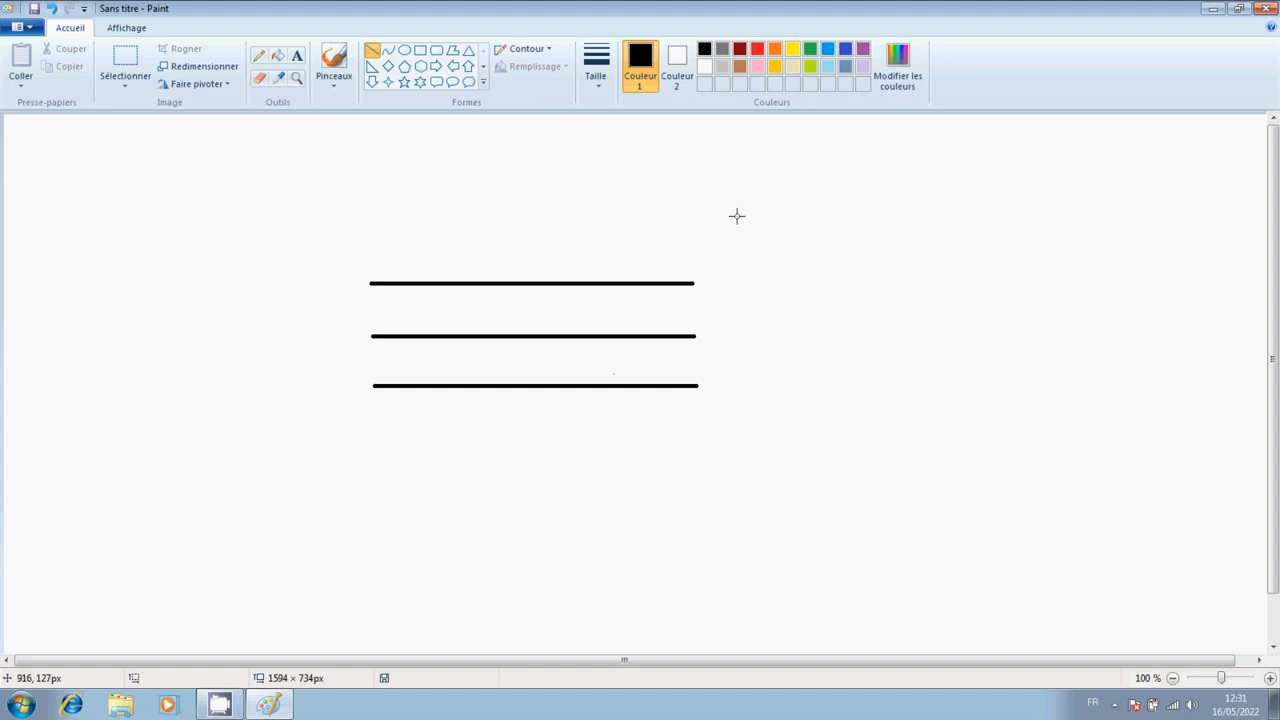 Sans titre - Paint
Accueil
Affichage
Coller
Couper
Copier
Presse-papiers
Sélectionner
Rogner
Redimensionner
Faire pivoter
Image
A
Outils
Pinceaux
Contour
Remplissage
Formes
Taille
Couleur
1
Couleur
2
Modifier les
couleurs
Couleurs
916, 127px
1594 × 734px
100 %
FR
12:31
16/05/2022